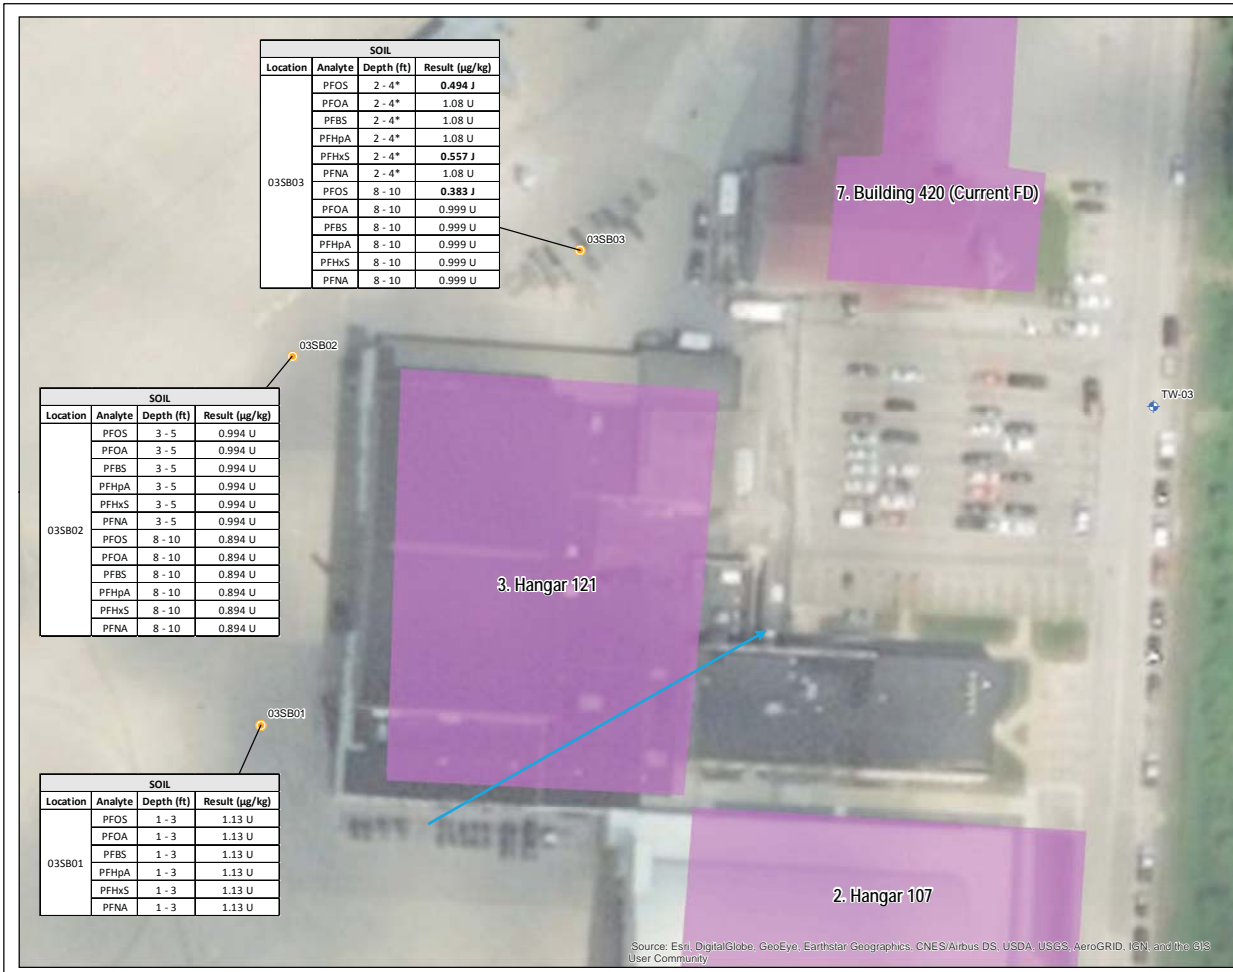 SOIL
Location Analyte Depth (ft) Result (µg/kg)
03SB03
PFOS 2 - 4* 0.494 J
PFOA 2 - 4* 1.08 U
PFBS 2 - 4* 1.08 U
PFHpA 2 - 4* 1.08 U
PFHxS 2 - 4* 0.557 J
PFNA 2 - 4* 1.08 U
PFOS 8 - 10 0.383 J
PFOA 8 - 10 0.999 U
PFBS 8 - 10 0.999 U
PFHpA 8 - 10 0.999 U
PFHxS 8 - 10 0.999 U
PFNA 8 - 10 0.999 U
7. Building 420 (Current FD)
03SB03
03SB02
TW-03
SOIL
Location Analyte Depth (ft) Result (µg/kg)
03SB02
PFOS 3 - 5 0.994 U
PFOA 3 - 5 0.994 U
PFBS 3 - 5 0.994 U
PFHpA 3 - 5 0.994 U
PFHxS 3 - 5 0.994 U
PFNA 3 - 5 0.994 U
PFOS 8 - 10 0.894 U
PFOA 8 - 10 0.894 U
PFBS 8 - 10 0.894 U
PFHpA 8 - 10 0.894 U
PFHxS 8 - 10 0.894 U
PFNA 8 - 10 0.894 U
3. Hangar 121
03SB01
SOIL
Location Analyte Depth (ft) Result (µg/kg)
03SB01
PFOS 1 - 3 1.13 U
PFOA 1 - 3 1.13 U
PFBS 1 - 3 1.13 U
PFHpA 1 - 3 1.13 U
PFHxS 1 - 3 1.13 U
PFNA 1 - 3 1.13 U
2. Hangar 107
Source: Esri, DigitalGlobe, GeoEye, Earthstar Geographics, CNES/Airbus DS, USDA, USGS, AeroGRID, IGN, and the GIS
User Community